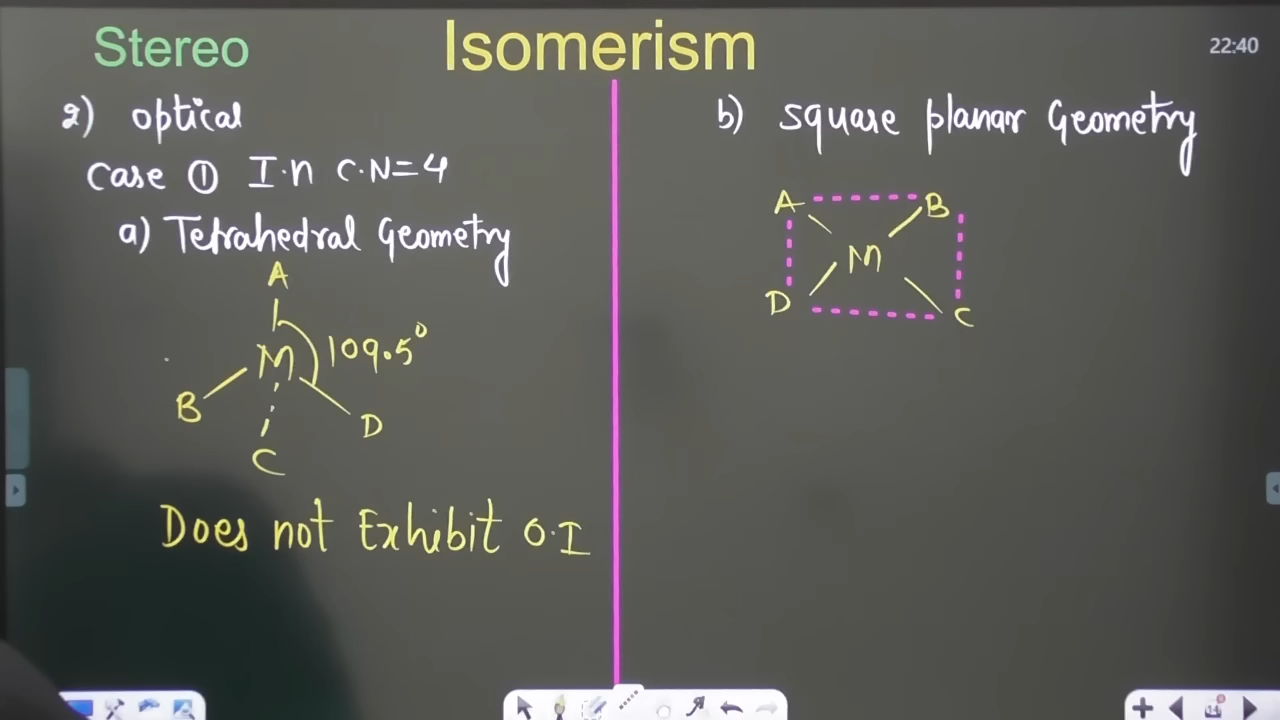 Stereo Isomerism
22:40
2) optical
Case ① I.n C.N=4
a) Tetrahedral Geometry
A
M 109.5°
B
D
C
Does not Exhibit O.I
b) square planar Geometry
A B
M
D C